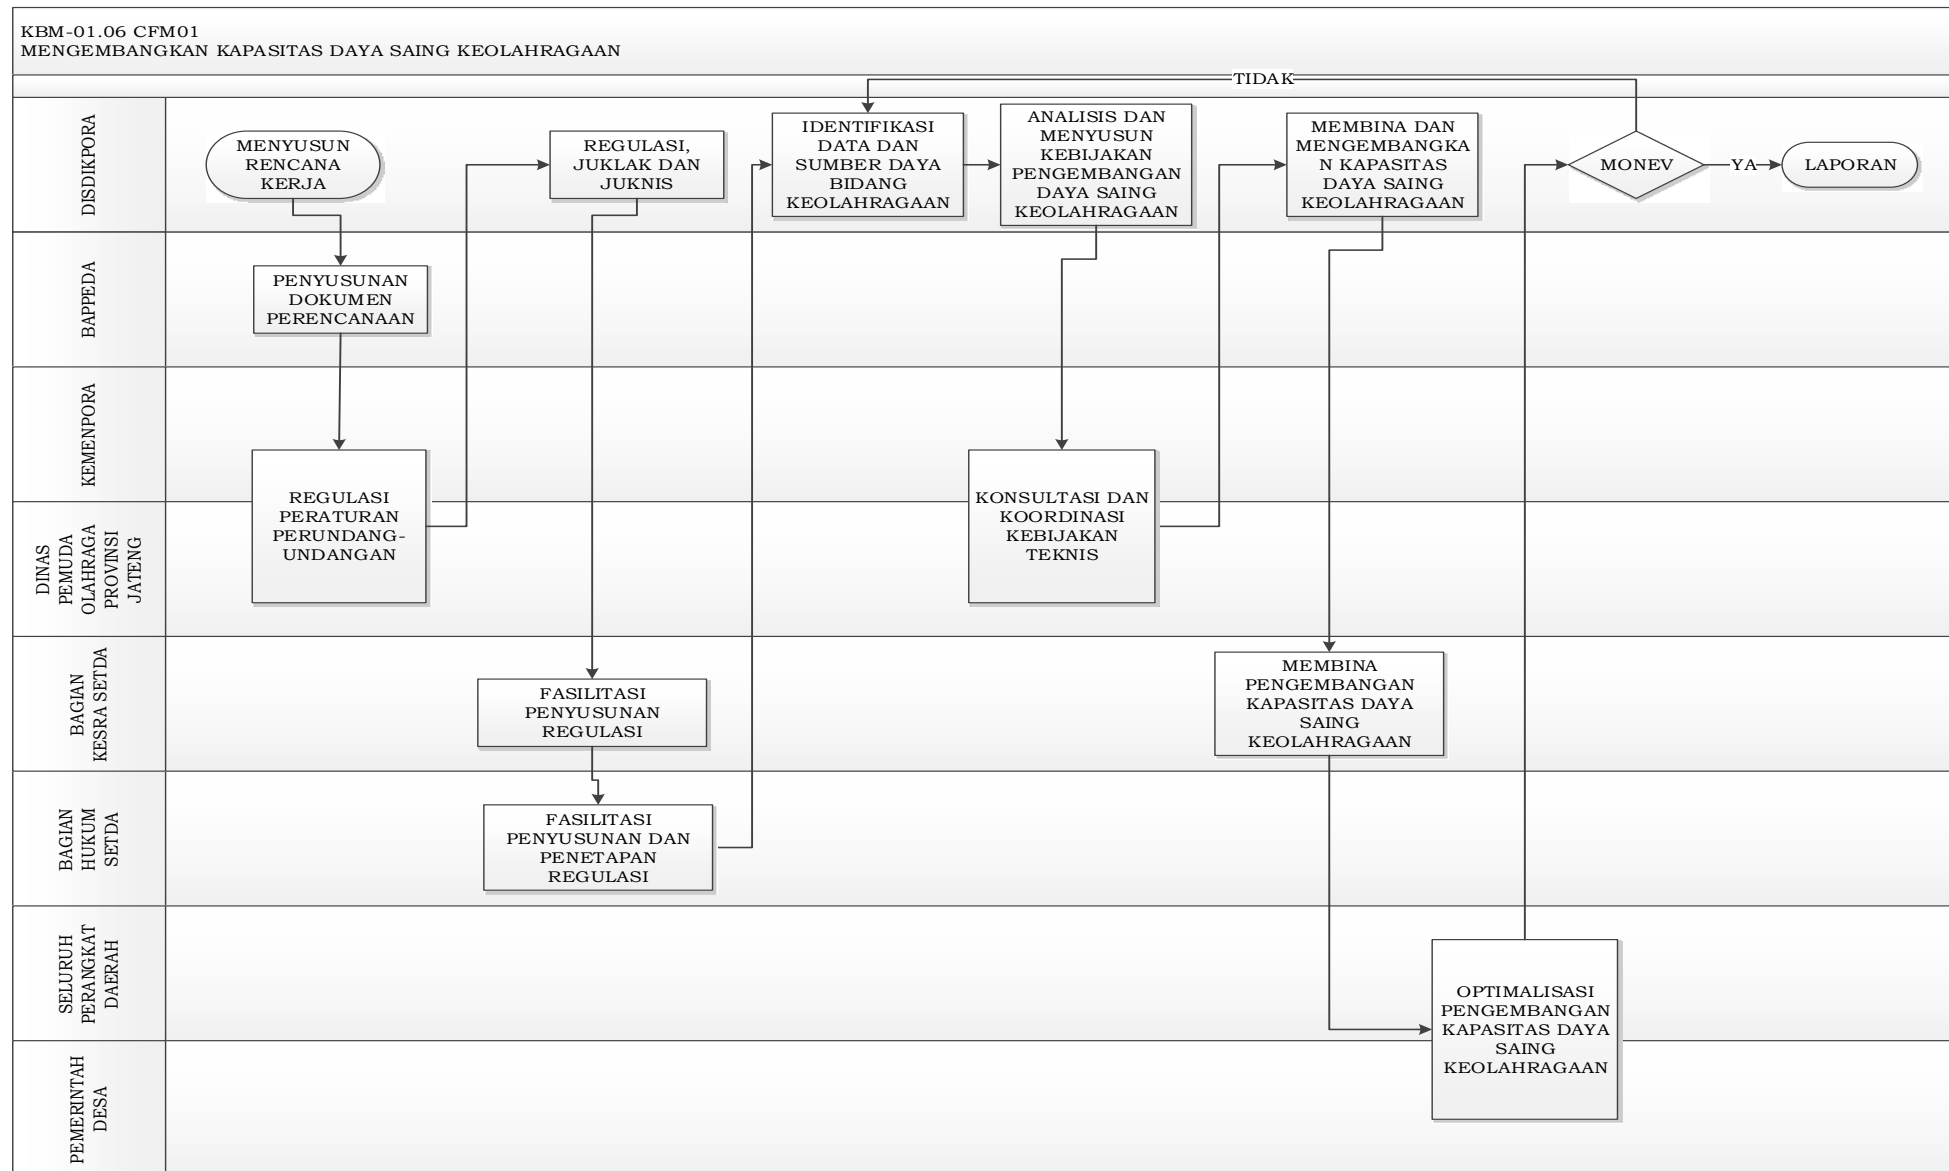 KBM-01.06 CFM01
MENGEMBANGKAN KAPASITAS DAYA SAING KEOLAHRAGAAN
TIDAK
DISDIKPORA
MENYUSUN
RENCANA
KERJA
REGULASI,
JUKLAK DAN
JUKNIS
IDENTIFIKASI
DATA DAN
SUMBER DAYA
BIDANG
KEOLAHRAGAAN
ANALISIS DAN
MENYUSUN
KEBIJAKAN
PENGEMBANGAN
DAYA SAING
KEOLAHRAGAAN
MEMBINA DAN
MENGEMBANGKA
N KAPASITAS
DAYA SAING
KEOLAHRAGAAN
MONEV
YA
LAPORAN
BAPPEDA
PENYUSUNAN
DOKUMEN
PERENCANAAN
KEMENPORA
REGULASI
PERATURAN
PERUNDANG-
UNDANGAN
KONSULTASI DAN
KOORDINASI
KEBIJAKAN
TEKNIS
DINAS
PEMUDA
OLAHRAGA
PROVINSI
JATENG
BAGIAN
KESRA SETDA
FASILITASI
PENYUSUNAN
REGULASI
MEMBINA
PENGEMBANGAN
KAPASITAS DAYA
SAING
KEOLAHRAGAAN
BAGIAN
HUKUM
SETDA
FASILITASI
PENYUSUNAN DAN
PENETAPAN
REGULASI
SELURUH
PERANGKAT
DAERAH
OPTIMALISASI
PENGEMBANGAN
KAPASITAS DAYA
SAING
KEOLAHRAGAAN
PEMERINTAH
DESA